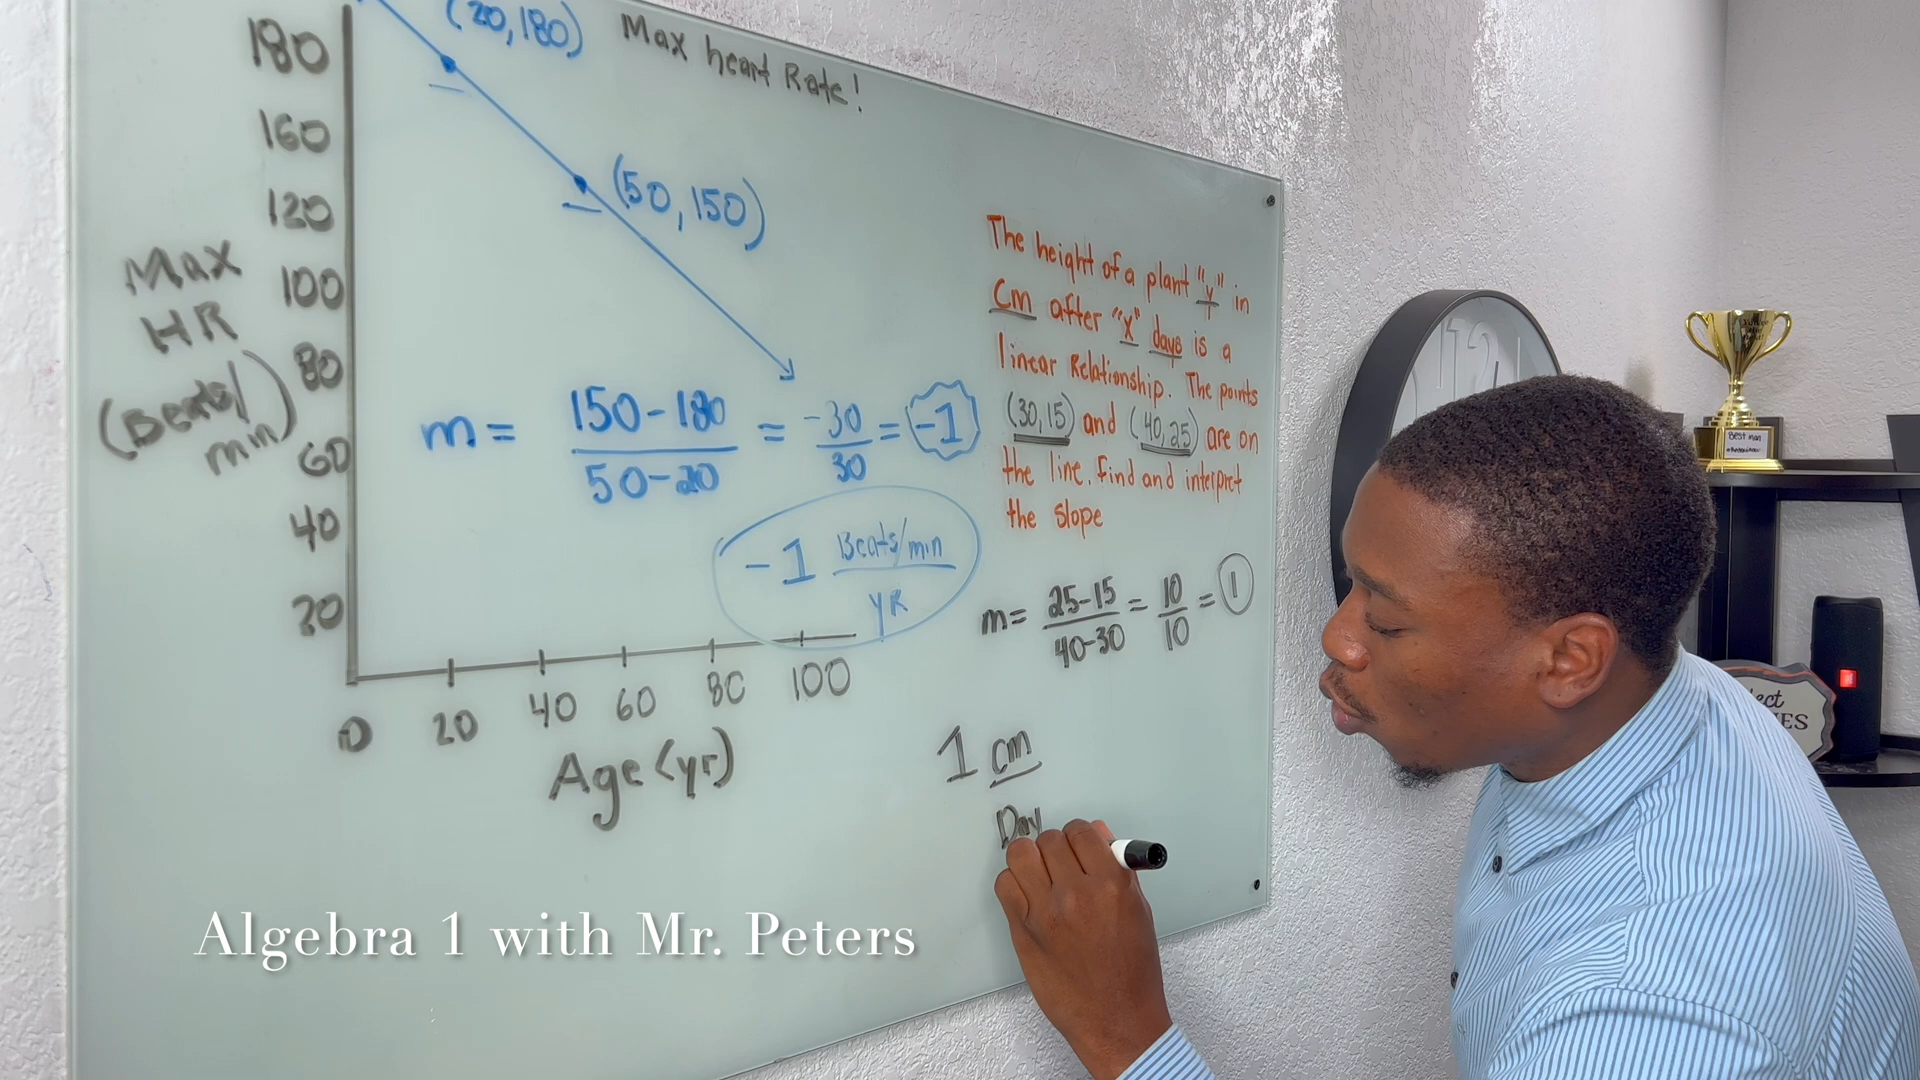 (20,180)
Max heart Rate!
180
160
120
100
80
60
40
20
Max
HR
(Beats/
min)
(50,150)
m = 150-180 / 50-20 = -30 / 30 = -1
-1 Beats/min / YR
0 20 40 60 80 100
Age (yr)
The height of a plant "y" in
Cm after "x" days is a
linear Relationship. The points
(30,15) and (40,25) are on
the line. Find and interpret
the slope
m= 25-15 / 40-30 = 10 / 10 = 1
1 cm
Day
Algebra 1 with Mr. Peters
12
Best man